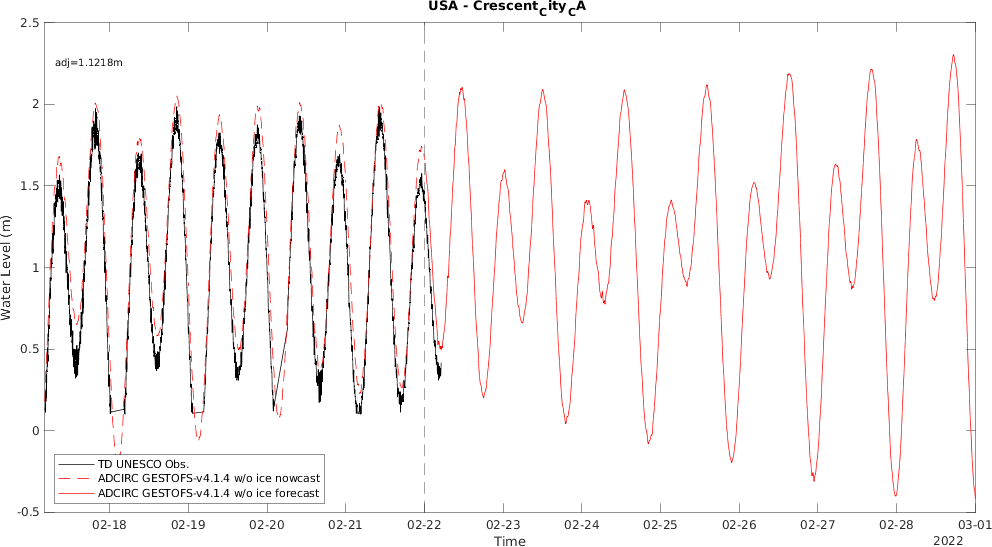 USA - Crescent_City_CA
adj=1.1218m
2.5
2
1.5
1
0.5
0
-0.5
Water Level (m)
TD UNESCO Obs.
ADCIRC GESTOFS-v4.1.4 w/o ice nowcast
ADCIRC GESTOFS-v4.1.4 w/o ice forecast
02-18 02-19 02-20 02-21 02-22 02-23 02-24 02-25 02-26 02-27 02-28 03-01
Time
2022